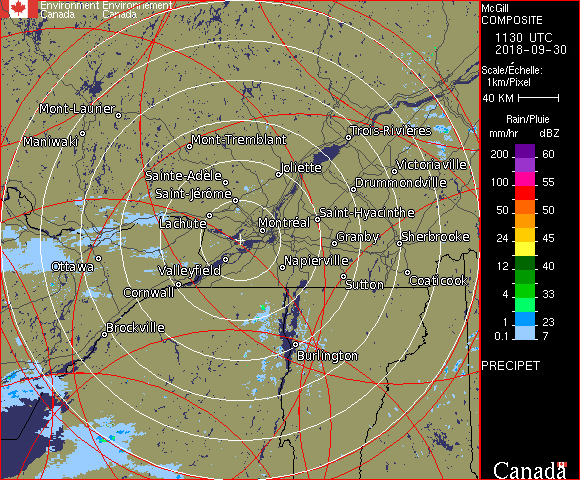 Environment Environnement
Canada Canada
McGill
COMPOSITE
1130 UTC
2018-09-30
Scale/Échelle:
1km/Pixel
40 KM
Rain/Pluie
mm/hr dBZ
200 60
150 57
100 55
50 50
24 45
12 40
4 33
1 23
0.1 7
PRECIPET
Canada
Mont-Laurier
Maniwaki
Mont-Tremblant
Trois-Rivières
Sainte-Adèle
Joliette
Victoriaville
Saint-Jérôme
Drummondville
Lachute
Montréal
Saint-Hyacinthe
Granby
Sherbrooke
Ottawa
Valleyfield
Napierville
Cornwall
Sutton
Coaticook
Brockville
Burlington